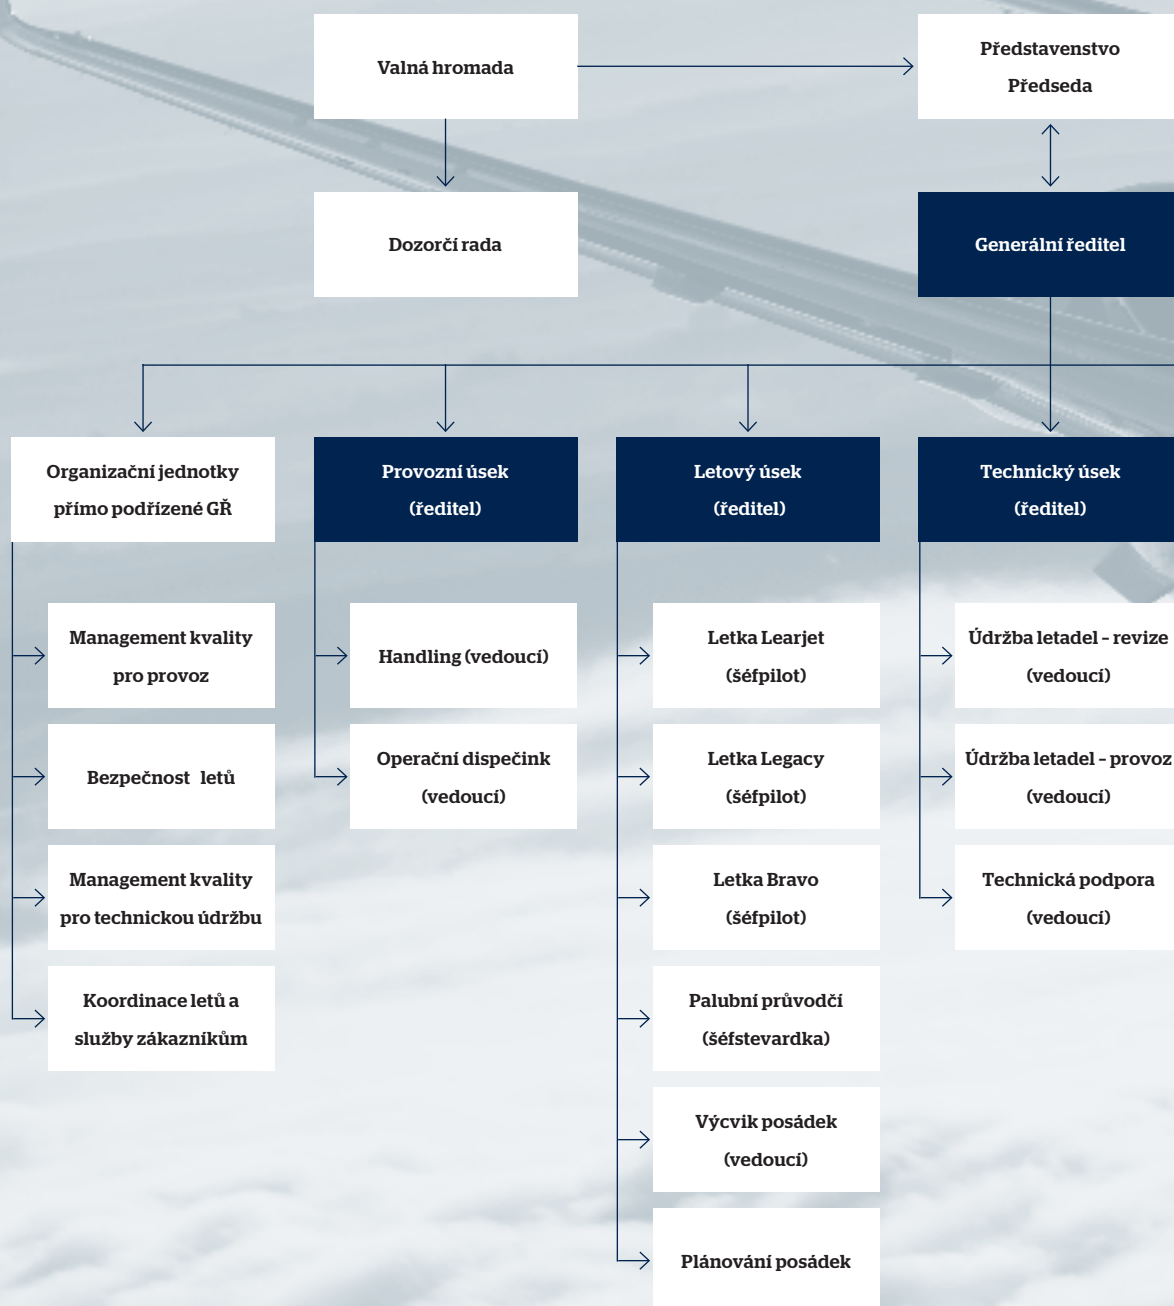 Valná hromada
Představenstvo
Předseda
Dozorčí rada
Generální ředitel
Organizační jednotky
přímo podřízené GŘ
Provozní úsek
(ředitel)
Letový úsek
(ředitel)
Technický úsek
(ředitel)
Management kvality
pro provoz
Bezpečnost letů
Management kvality
pro technickou údržbu
Koordinace letů a
služby zákazníkům
Handling (vedoucí)
Operační dispečink
(vedoucí)
Letka Learjet
(šéfpilot)
Letka Legacy
(šéfpilot)
Letka Bravo
(šéfpilot)
Palubní průvodčí
(šéfstevardka)
Výcvik posádek
(vedoucí)
Plánování posádek
Údržba letadel – revize
(vedoucí)
Údržba letadel – provoz
(vedoucí)
Technická podpora
(vedoucí)